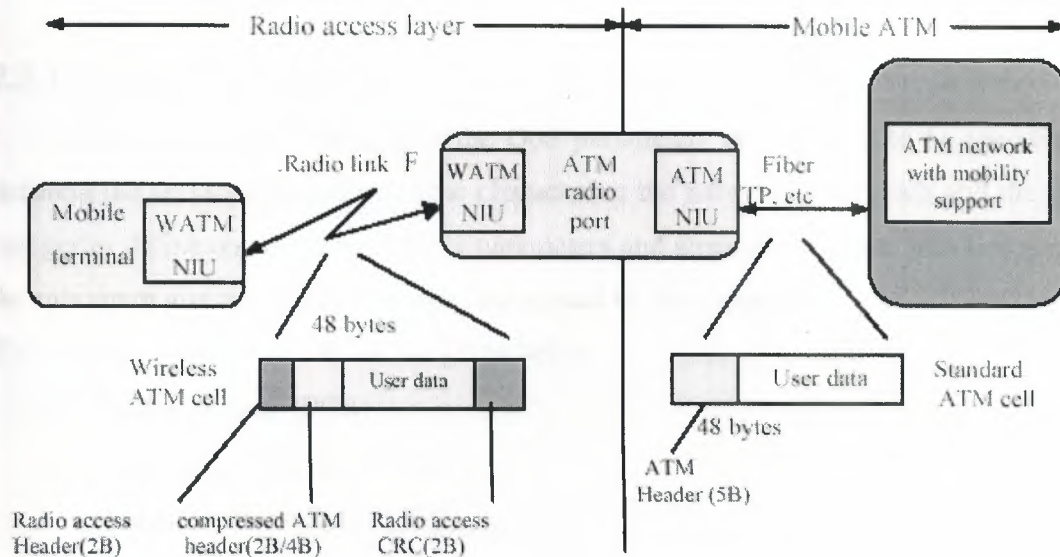 Radio access layer
Mobile ATM
.Radio link F
Mobile
terminal
WATM
NIU
WATM
NIU
ATM
radio
port
ATM
NIU
Fiber
TP, etc
ATM network
with mobility
support
48 bytes
Wireless
ATM cell
User data
User data
Standard
ATM cell
48 bytes
ATM
Header (5B)
Radio access
Header(2B)
compressed ATM
header(2B/4B)
Radio access
CRC(2B)